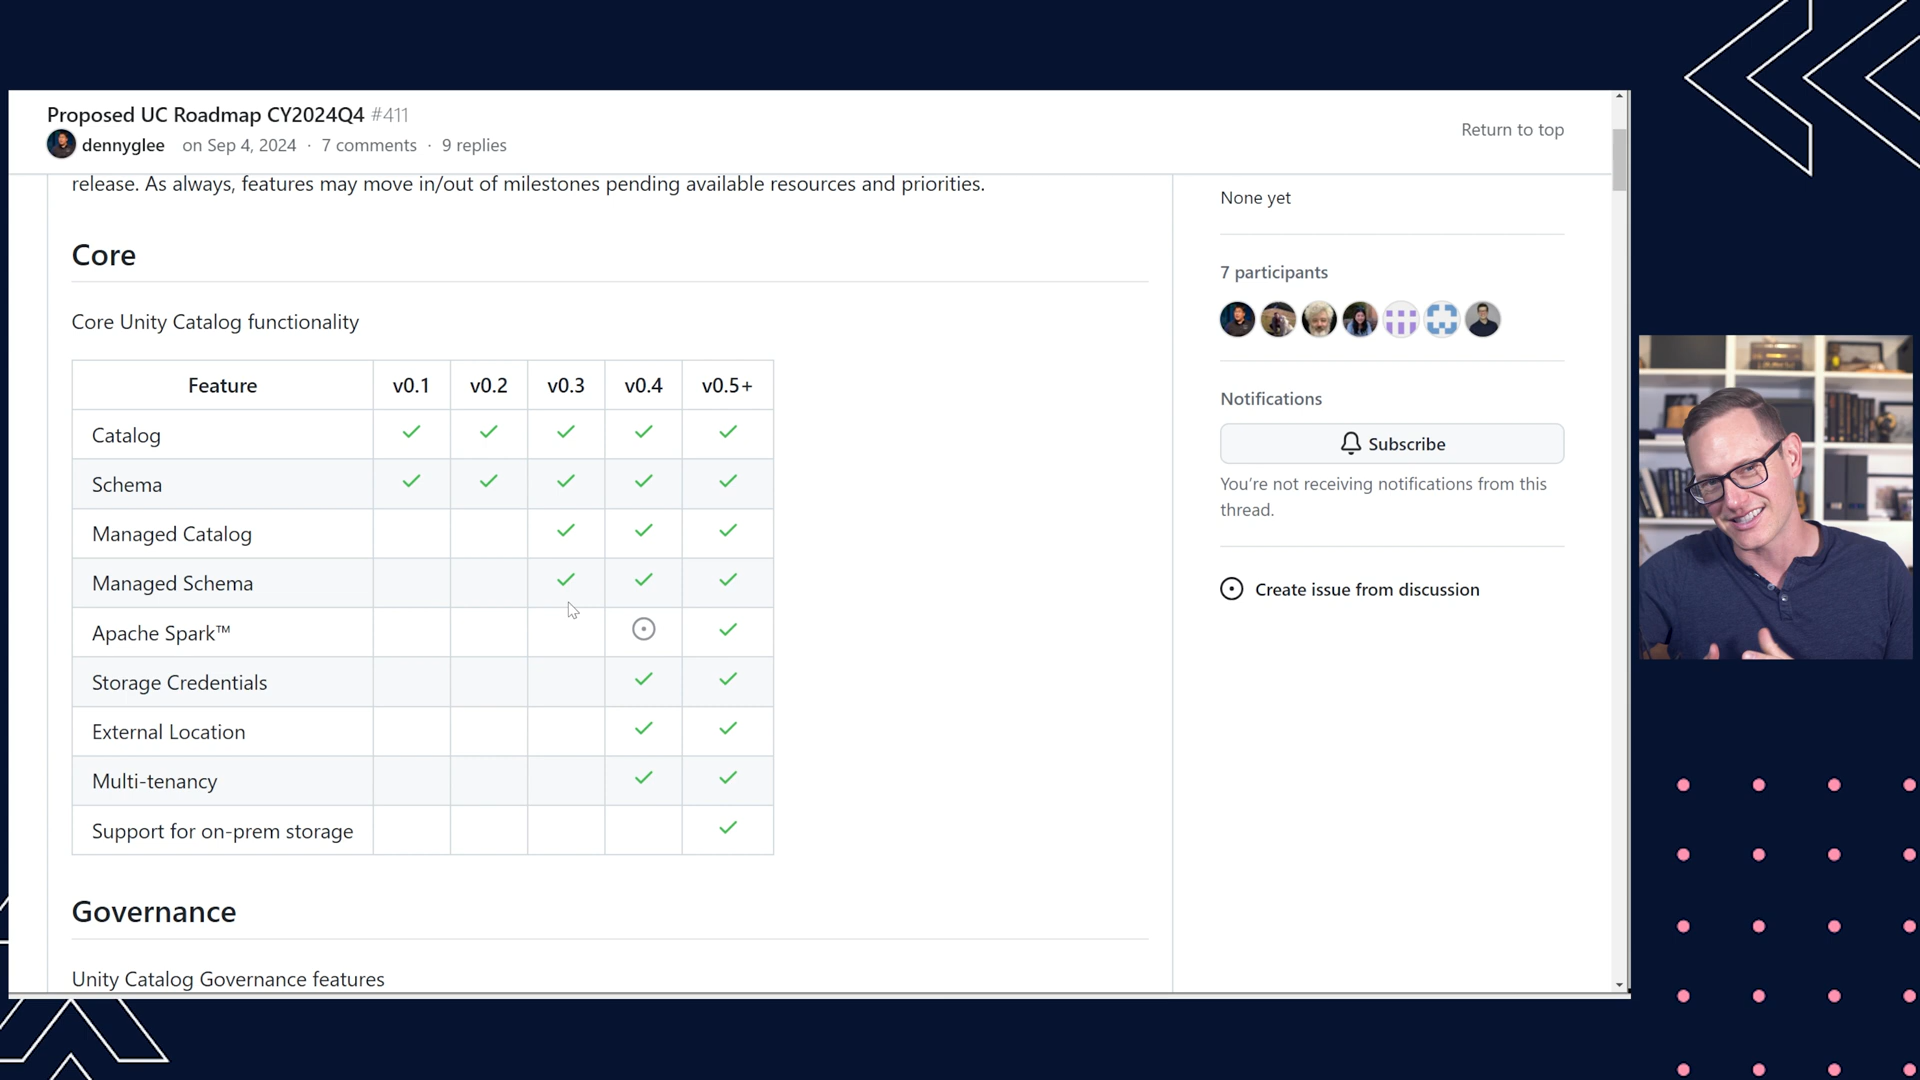 Proposed UC Roadmap CY2024Q4 #411
dennyglee on Sep 4, 2024 · 7 comments · 9 replies
Return to top
release. As always, features may move in/out of milestones pending available resources and priorities.
Core
Core Unity Catalog functionality
Feature v0.1 v0.2 v0.3 v0.4 v0.5+
Catalog ✓ ✓ ✓ ✓ ✓
Schema ✓ ✓ ✓ ✓ ✓
Managed Catalog ✓ ✓ ✓
Managed Schema ✓ ✓ ✓
Apache Spark™ ✓
Storage Credentials ✓ ✓
External Location ✓ ✓
Multi-tenancy ✓ ✓
Support for on-prem storage ✓
Governance
Unity Catalog Governance features
None yet
7 participants
Notifications
Subscribe
You're not receiving notifications from this
thread.
Create issue from discussion